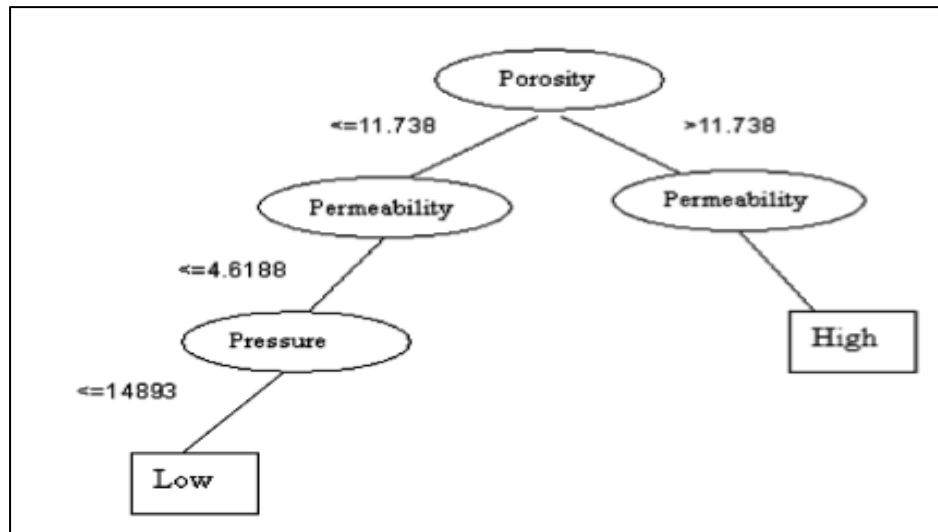 Porosity
<=11.738
>11.738
Permeability
Permeability
<=4.6188
Pressure
High
<=14893
Low